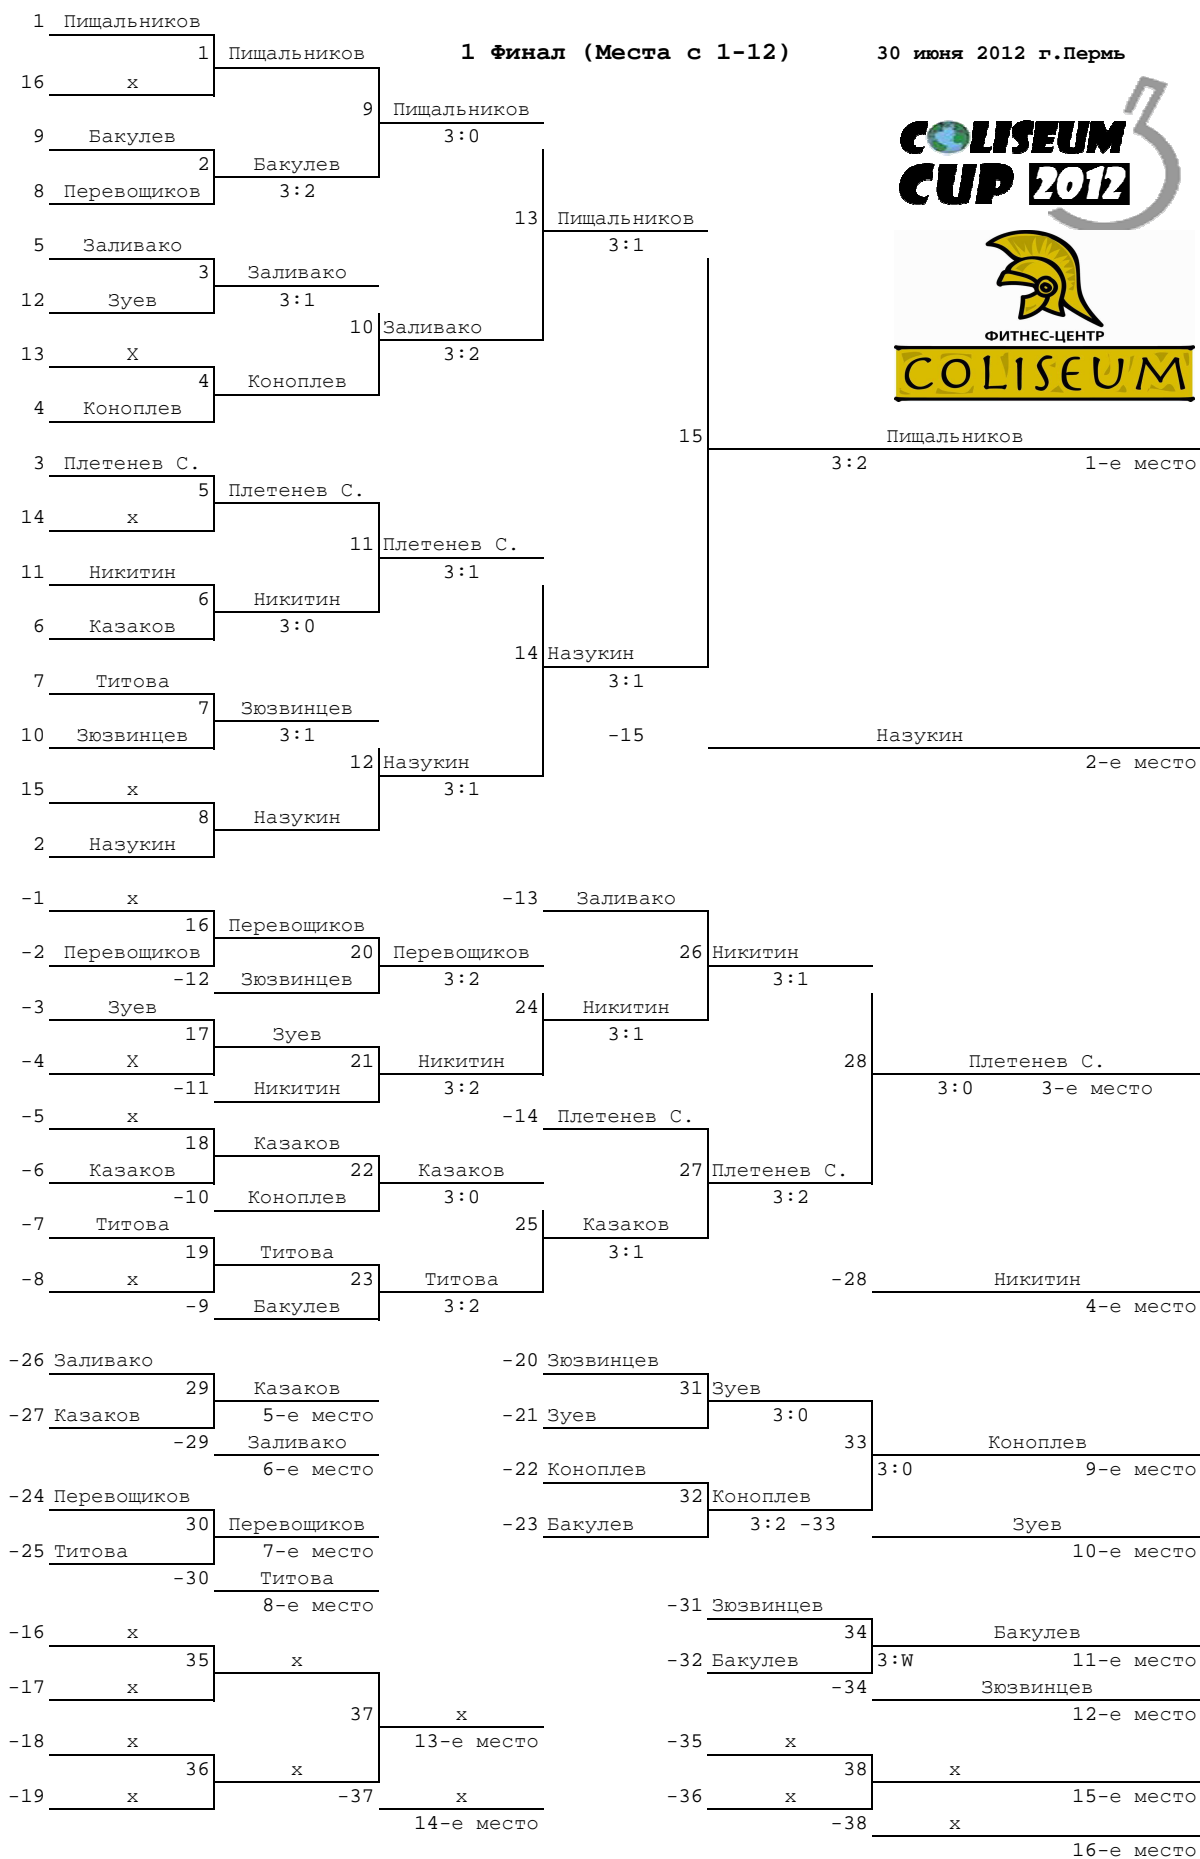 1 Пищальников
1 Пищальников 1 Финал (Места с 1-12) 30 июня 2012 г.Пермь
16 х
9 Пищальников
9 Бакулев 3:0
COLISEUM
2 Бакулев
CUP 2012
8 Перевощиков 3:2
13 Пищальников
5 Заливако 3:1
3 Заливако
12 Зуев 3:1
10 Заливако
ФИТНЕС-ЦЕНТР
13 Х 3:2
COLISEUM
4 Коноплев
4 Коноплев
15 Пищальников
3 Плетенев С. 3:2 1-е место
5 Плетенев С.
14 х
11 Плетенев С.
11 Никитин 3:1
6 Никитин
6 Казаков 3:0
14 Назукин
7 Титова 3:1
7 Зюзвинцев
10 Зюзвинцев 3:1 -15 Назукин
12 Назукин 2-е место
15 х 3:1
8 Назукин
2 Назукин
-1 х -13 Заливако
16 Перевощиков
-2 Перевощиков 20 Перевощиков 26 Никитин
-12 Зюзвинцев 3:2 3:1
-3 Зуев 24 Никитин
17 Зуев 3:1
-4 Х 21 Никитин 28 Плетенев С.
-11 Никитин 3:2 3:0 3-е место
-5 х -14 Плетенев С.
18 Казаков
-6 Казаков 22 Казаков 27 Плетенев С.
-10 Коноплев 3:0 3:2
-7 Титова 25 Казаков
19 Титова 3:1
-8 х 23 Титова -28 Никитин
-9 Бакулев 3:2 4-е место
-26 Заливако -20 Зюзвинцев
29 Казаков 31 Зуев
-27 Казаков 5-е место -21 Зуев 3:0
-29 Заливако 33 Коноплев
6-е место -22 Коноплев 3:0 9-е место
-24 Перевощиков 32 Коноплев
30 Перевощиков -23 Бакулев 3:2 -33 Зуев
-25 Титова 7-е место 10-е место
-30 Титова
8-е место -31 Зюзвинцев
-16 х 34 Бакулев
35 х -32 Бакулев 3:W 11-е место
-17 х -34 Зюзвинцев
37 х 12-е место
-18 х 13-е место -35 х
36 х 38 х
-19 х -37 х -36 х 15-е место
14-е место -38 х
16-е место